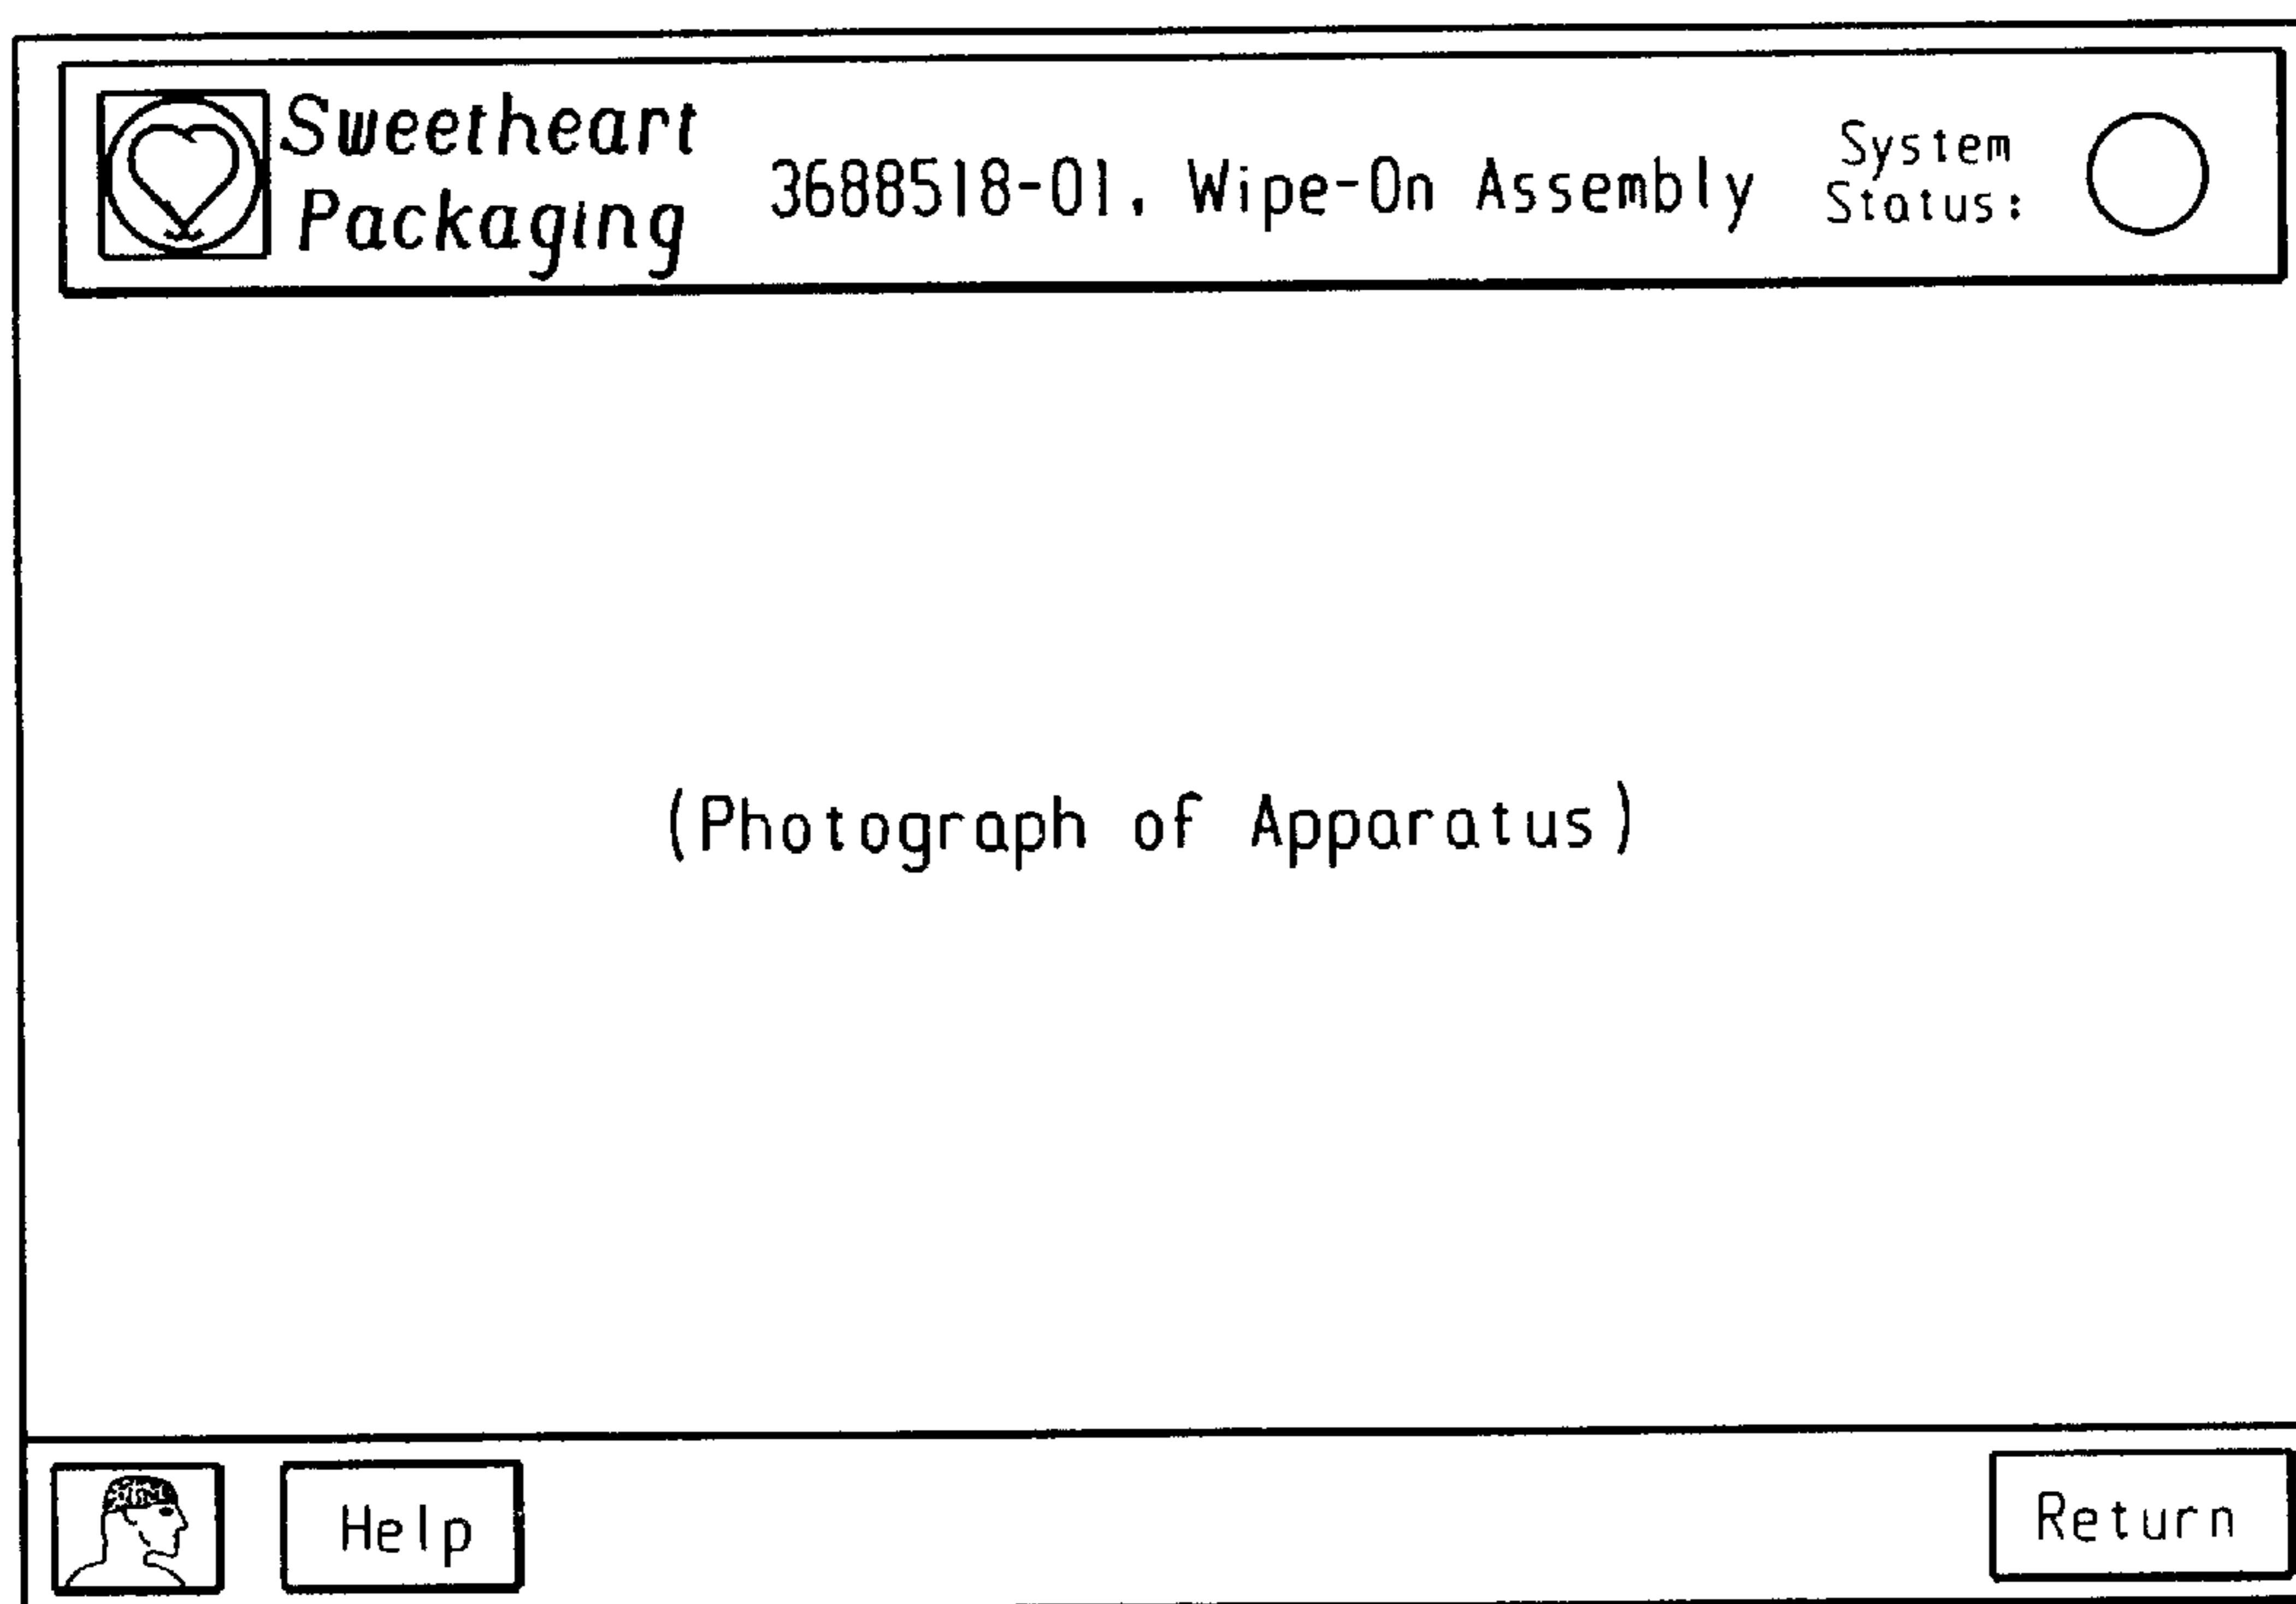 Sweetheart
Packaging
3688518-01, Wipe-On Assembly
System
Status:
(Photograph of Apparatus)
Help
Return